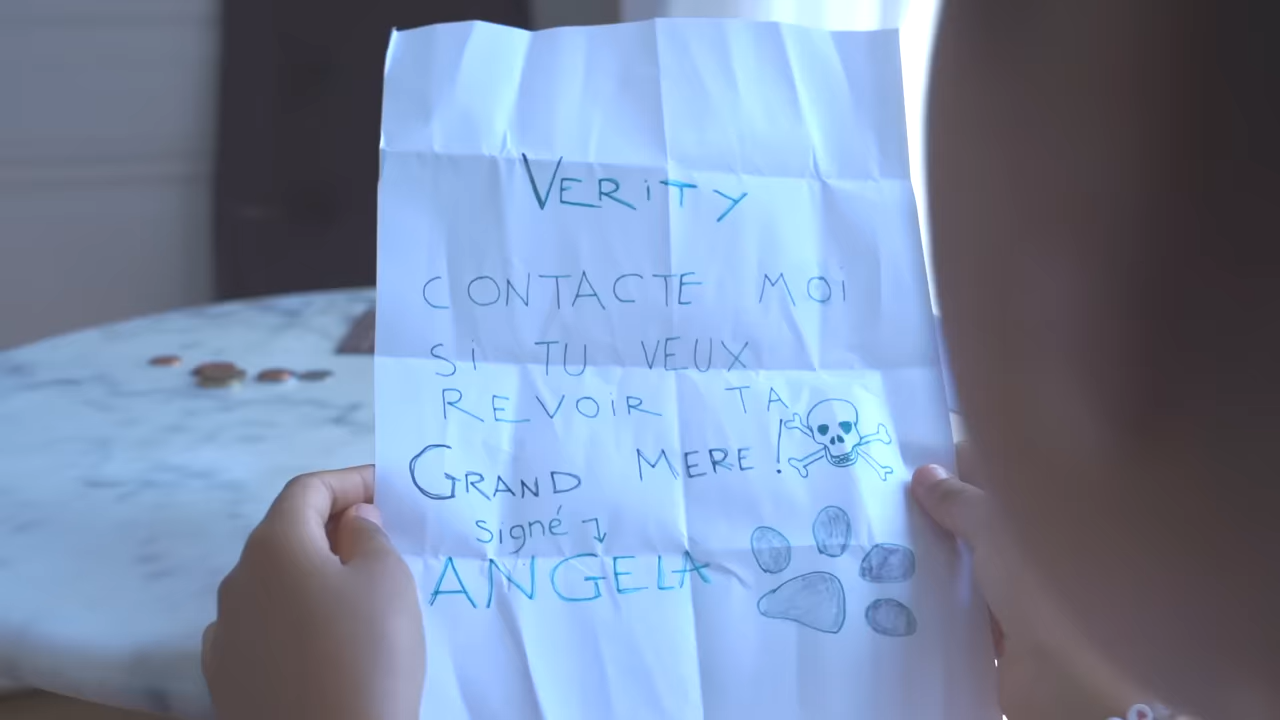 VERiTY
CONTACTE MOi
Si TU VEUX
REVOiR TA
GRAND MERE !
signé
ANGELA